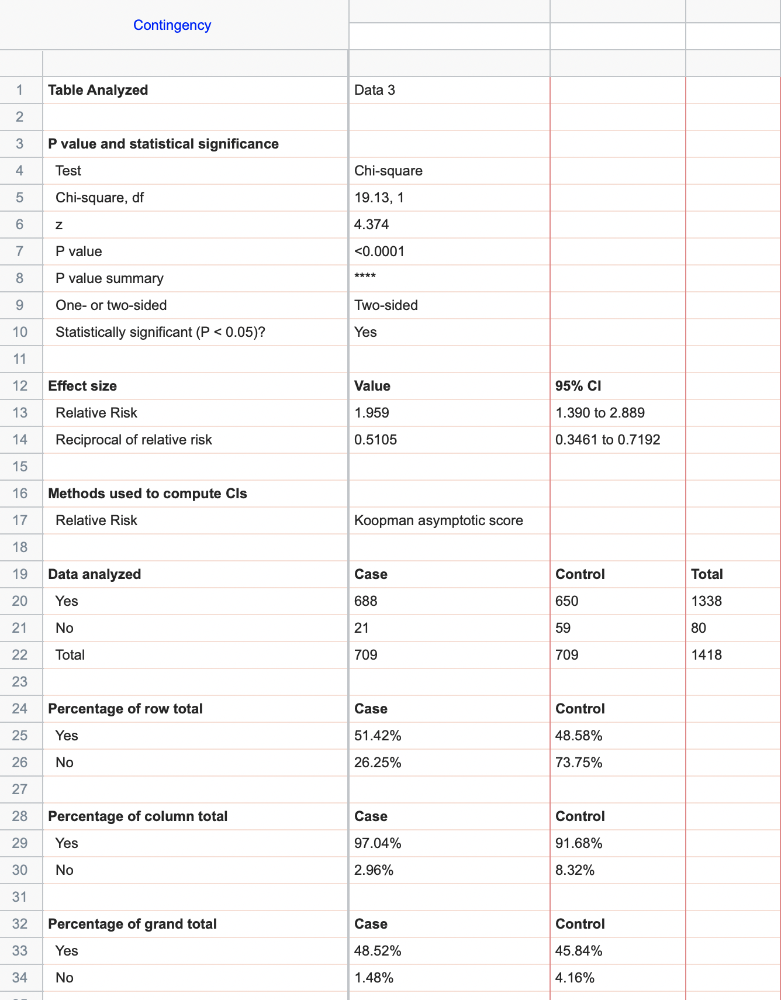 Contingency
1 Table Analyzed Data 3
2
3 P value and statistical significance
4 Test Chi-square
5 Chi-square, df 19.13, 1
6 z 4.374
7 P value <0.0001
8 P value summary ****
9 One- or two-sided Two-sided
10 Statistically significant (P < 0.05)? Yes
11
12 Effect size Value 95% CI
13 Relative Risk 1.959 1.390 to 2.889
14 Reciprocal of relative risk 0.5105 0.3461 to 0.7192
15
16 Methods used to compute CIs
17 Relative Risk Koopman asymptotic score
18
19 Data analyzed Case Control Total
20 Yes 688 650 1338
21 No 21 59 80
22 Total 709 709 1418
23
24 Percentage of row total Case Control
25 Yes 51.42% 48.58%
26 No 26.25% 73.75%
27
28 Percentage of column total Case Control
29 Yes 97.04% 91.68%
30 No 2.96% 8.32%
31
32 Percentage of grand total Case Control
33 Yes 48.52% 45.84%
34 No 1.48% 4.16%